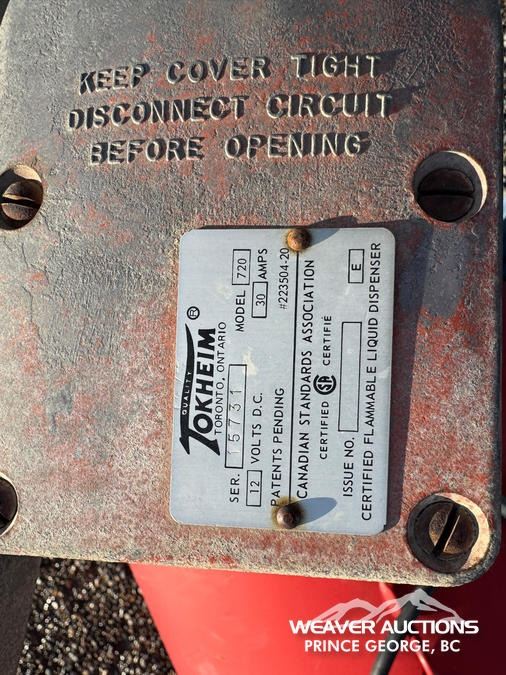 KEEP COVER TIGHT
DISCONNECT CIRCUIT
BEFORE OPENING
QUALITY
TOKHEIM ®
TORONTO, ONTARIO
SER. 15731 MODEL 720
12 VOLTS D.C. 30 AMPS
PATENTS PENDING #223504-20
CANADIAN STANDARDS ASSOCIATION
CERTIFIED SA CERTIFIÉ
ISSUE NO. E
CERTIFIED FLAMMABLE LIQUID DISPENSER
WEAVER AUCTIONS
PRINCE GEORGE, BC